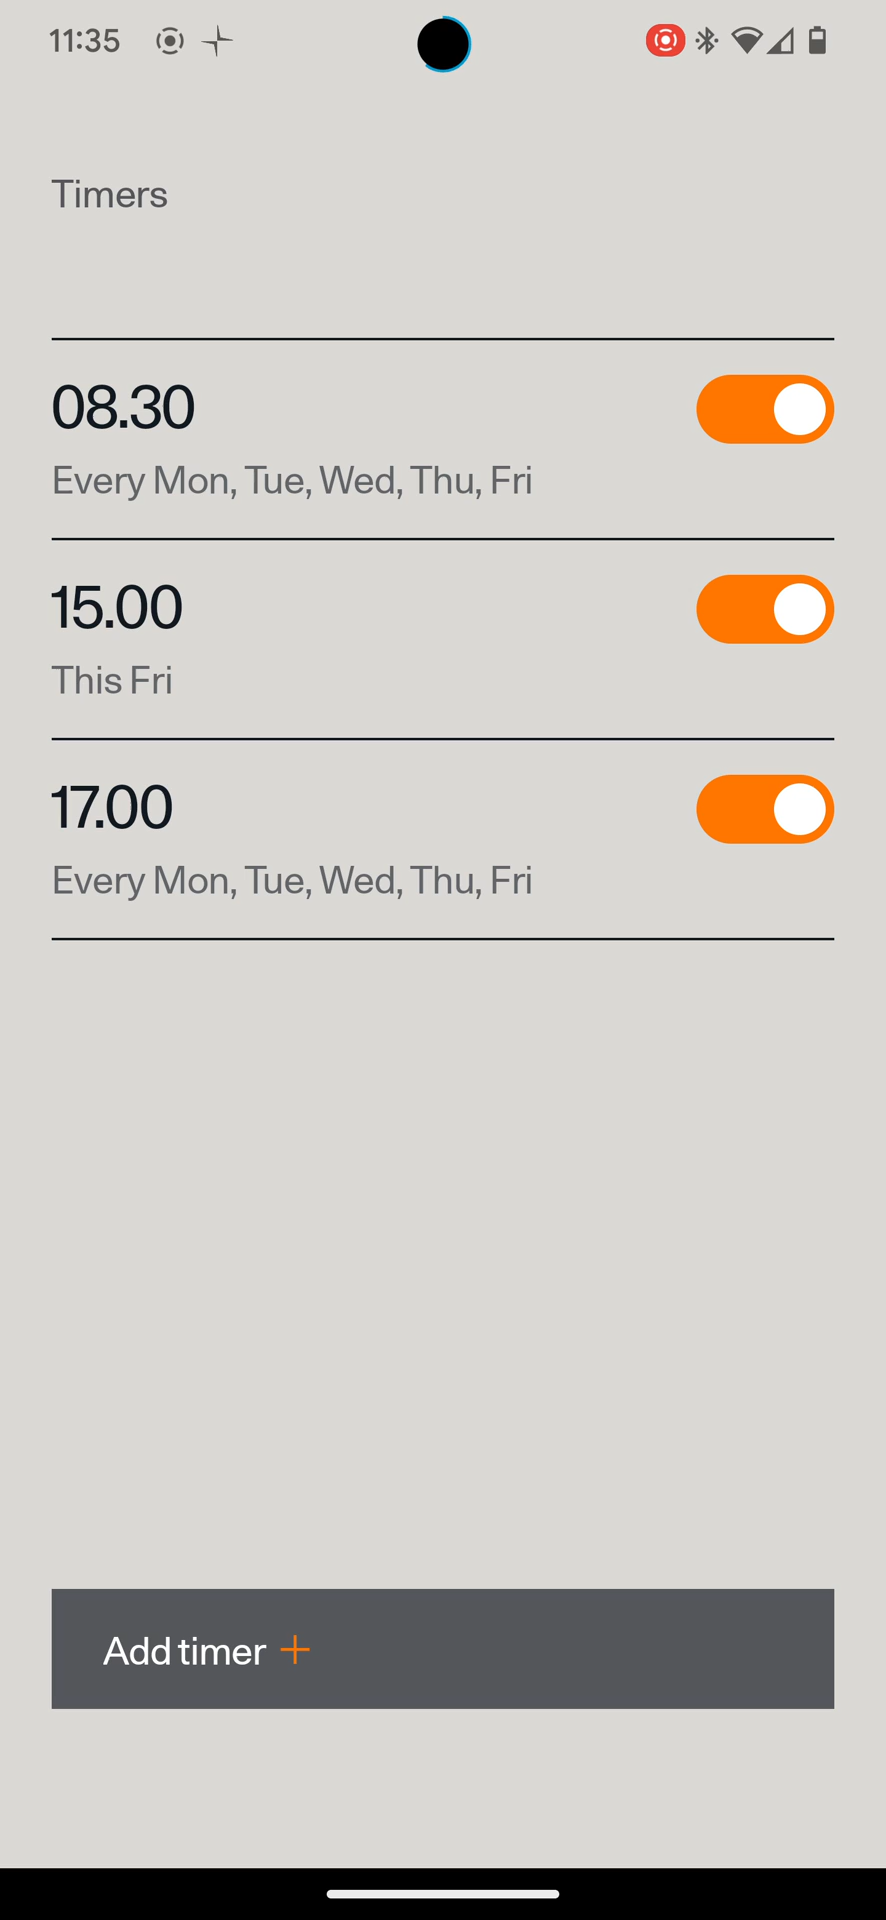 11:35
Timers
08.30
Every Mon, Tue, Wed, Thu, Fri
15.00
This Fri
17.00
Every Mon, Tue, Wed, Thu, Fri
Add timer +